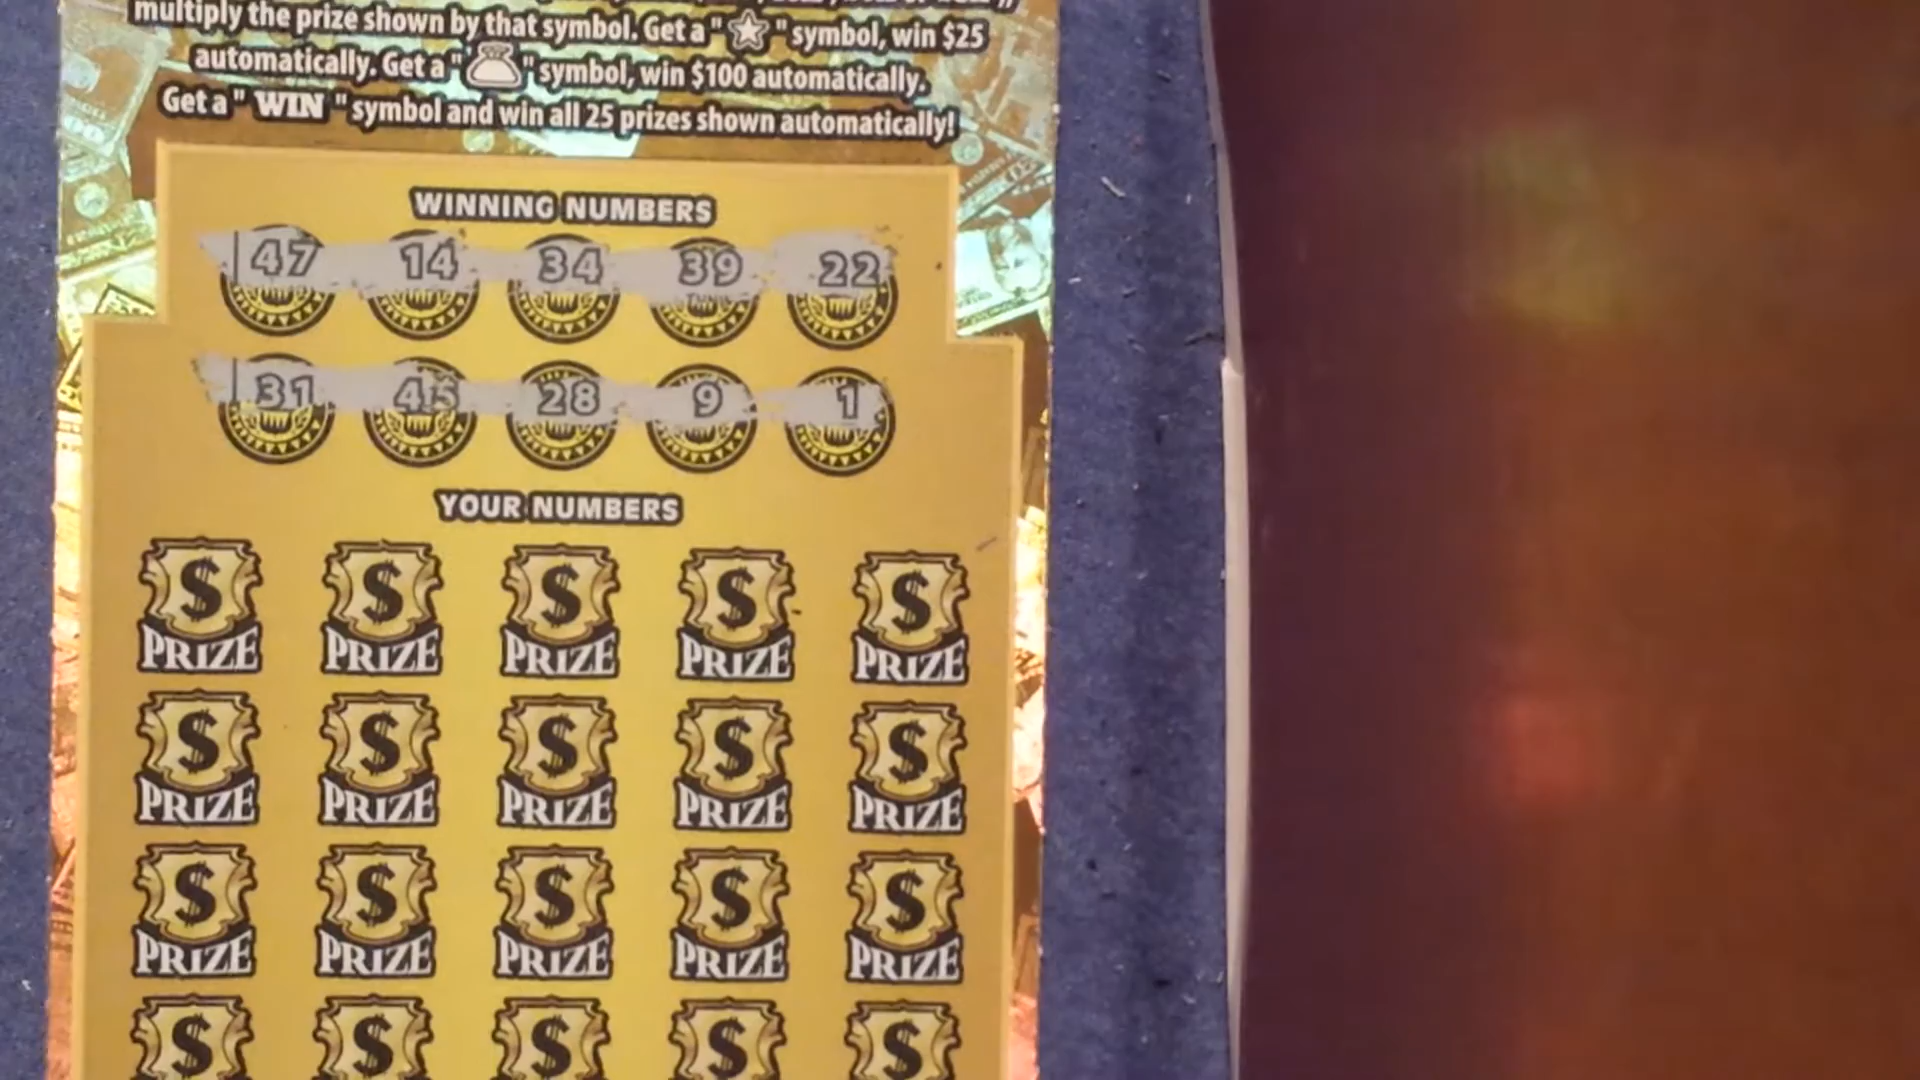 multiply the prize shown by that symbol. Get a " " symbol, win $25
automatically. Get a " " symbol, win $100 automatically.
Get a " WIN " symbol and win all 25 prizes shown automatically!
WINNING NUMBERS
47 14 34 39 22
31 45 28 9 1
YOUR NUMBERS
$ $ $ $ $
PRIZE PRIZE PRIZE PRIZE PRIZE
$ $ $ $ $
PRIZE PRIZE PRIZE PRIZE PRIZE
$ $ $ $ $
PRIZE PRIZE PRIZE PRIZE PRIZE
$ $ $ $ $